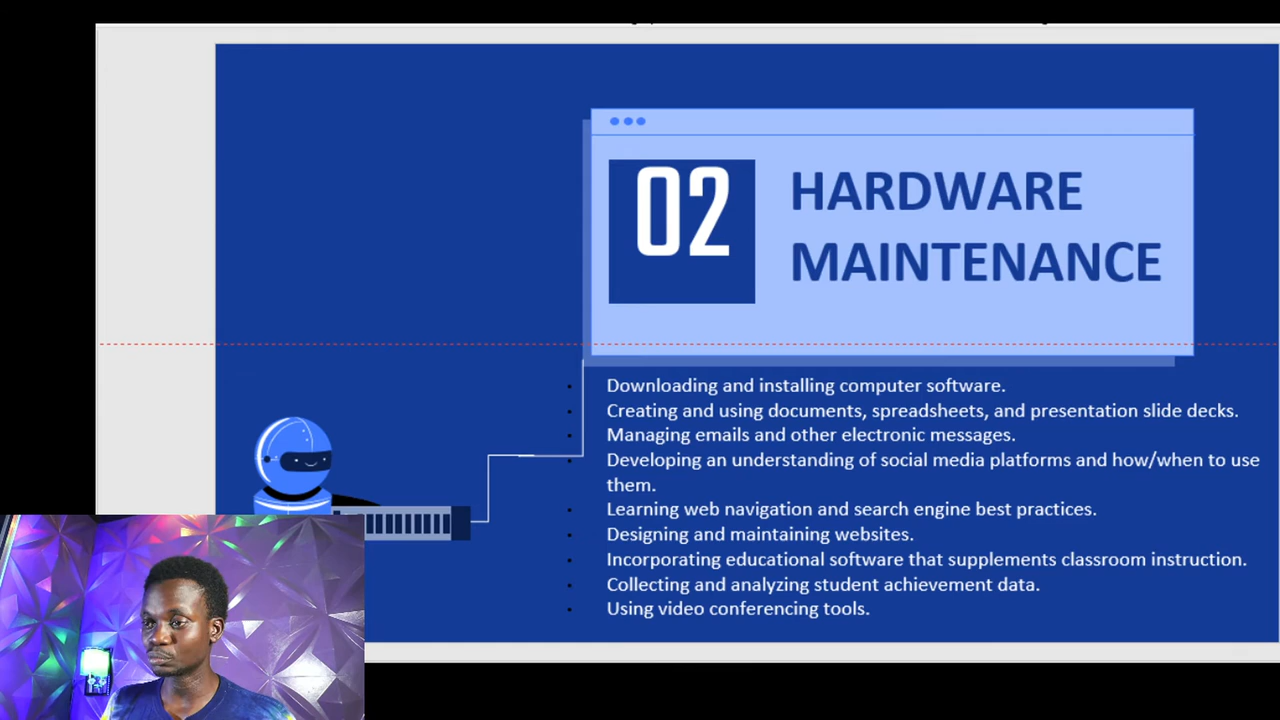 02
HARDWARE
MAINTENANCE
Downloading and installing computer software.
Creating and using documents, spreadsheets, and presentation slide decks.
Managing emails and other electronic messages.
Developing an understanding of social media platforms and how/when to use
them.
Learning web navigation and search engine best practices.
Designing and maintaining websites.
Incorporating educational software that supplements classroom instruction.
Collecting and analyzing student achievement data.
Using video conferencing tools.